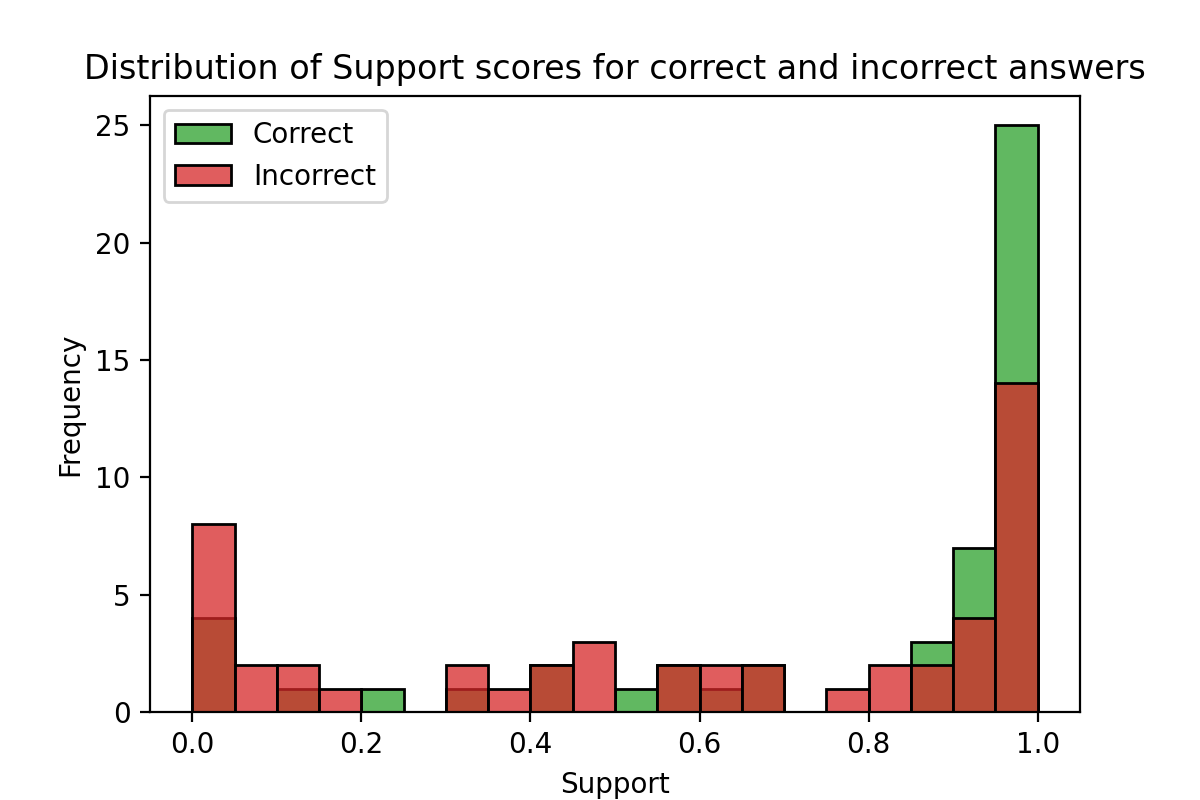 Distribution of Support scores for correct and incorrect answers
Correct
Incorrect
25
20
15
10
5
0
Frequency
0.0 0.2 0.4 0.6 0.8 1.0
Support